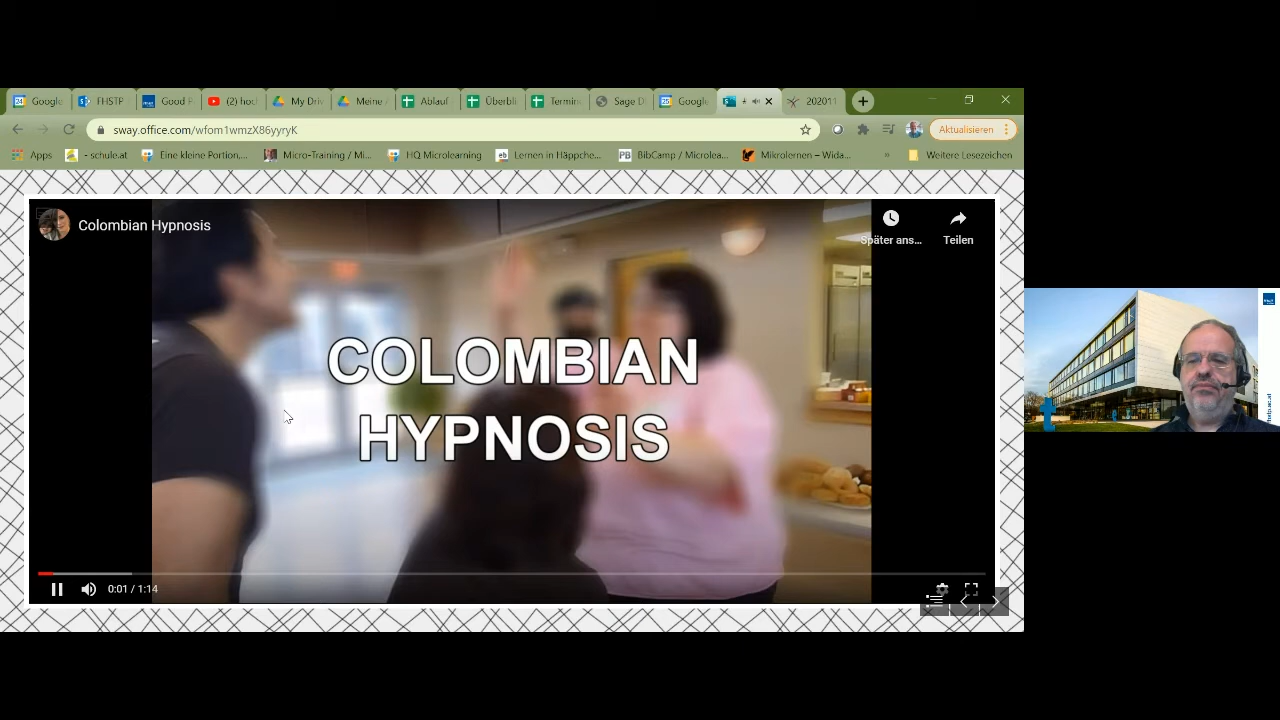 Google
FHSTP
Good P
(2) hoc
My Driv
Meine A
Ablauf
Überbli
Termin
Sage D
Google
202011
sway.office.com/wfom1wmzX86yyryK
Aktualisieren
Apps
- schule.at
Eine kleine Portion,...
Micro-Training / Mi...
HQ Microlearning
Lernen in Häppche...
BibCamp / Microlea...
Mikrolernen – Wida...
»
Weitere Lesezeichen
Colombian Hypnosis
Später ans...
Teilen
COLOMBIAN
HYPNOSIS
0:01 / 1:14